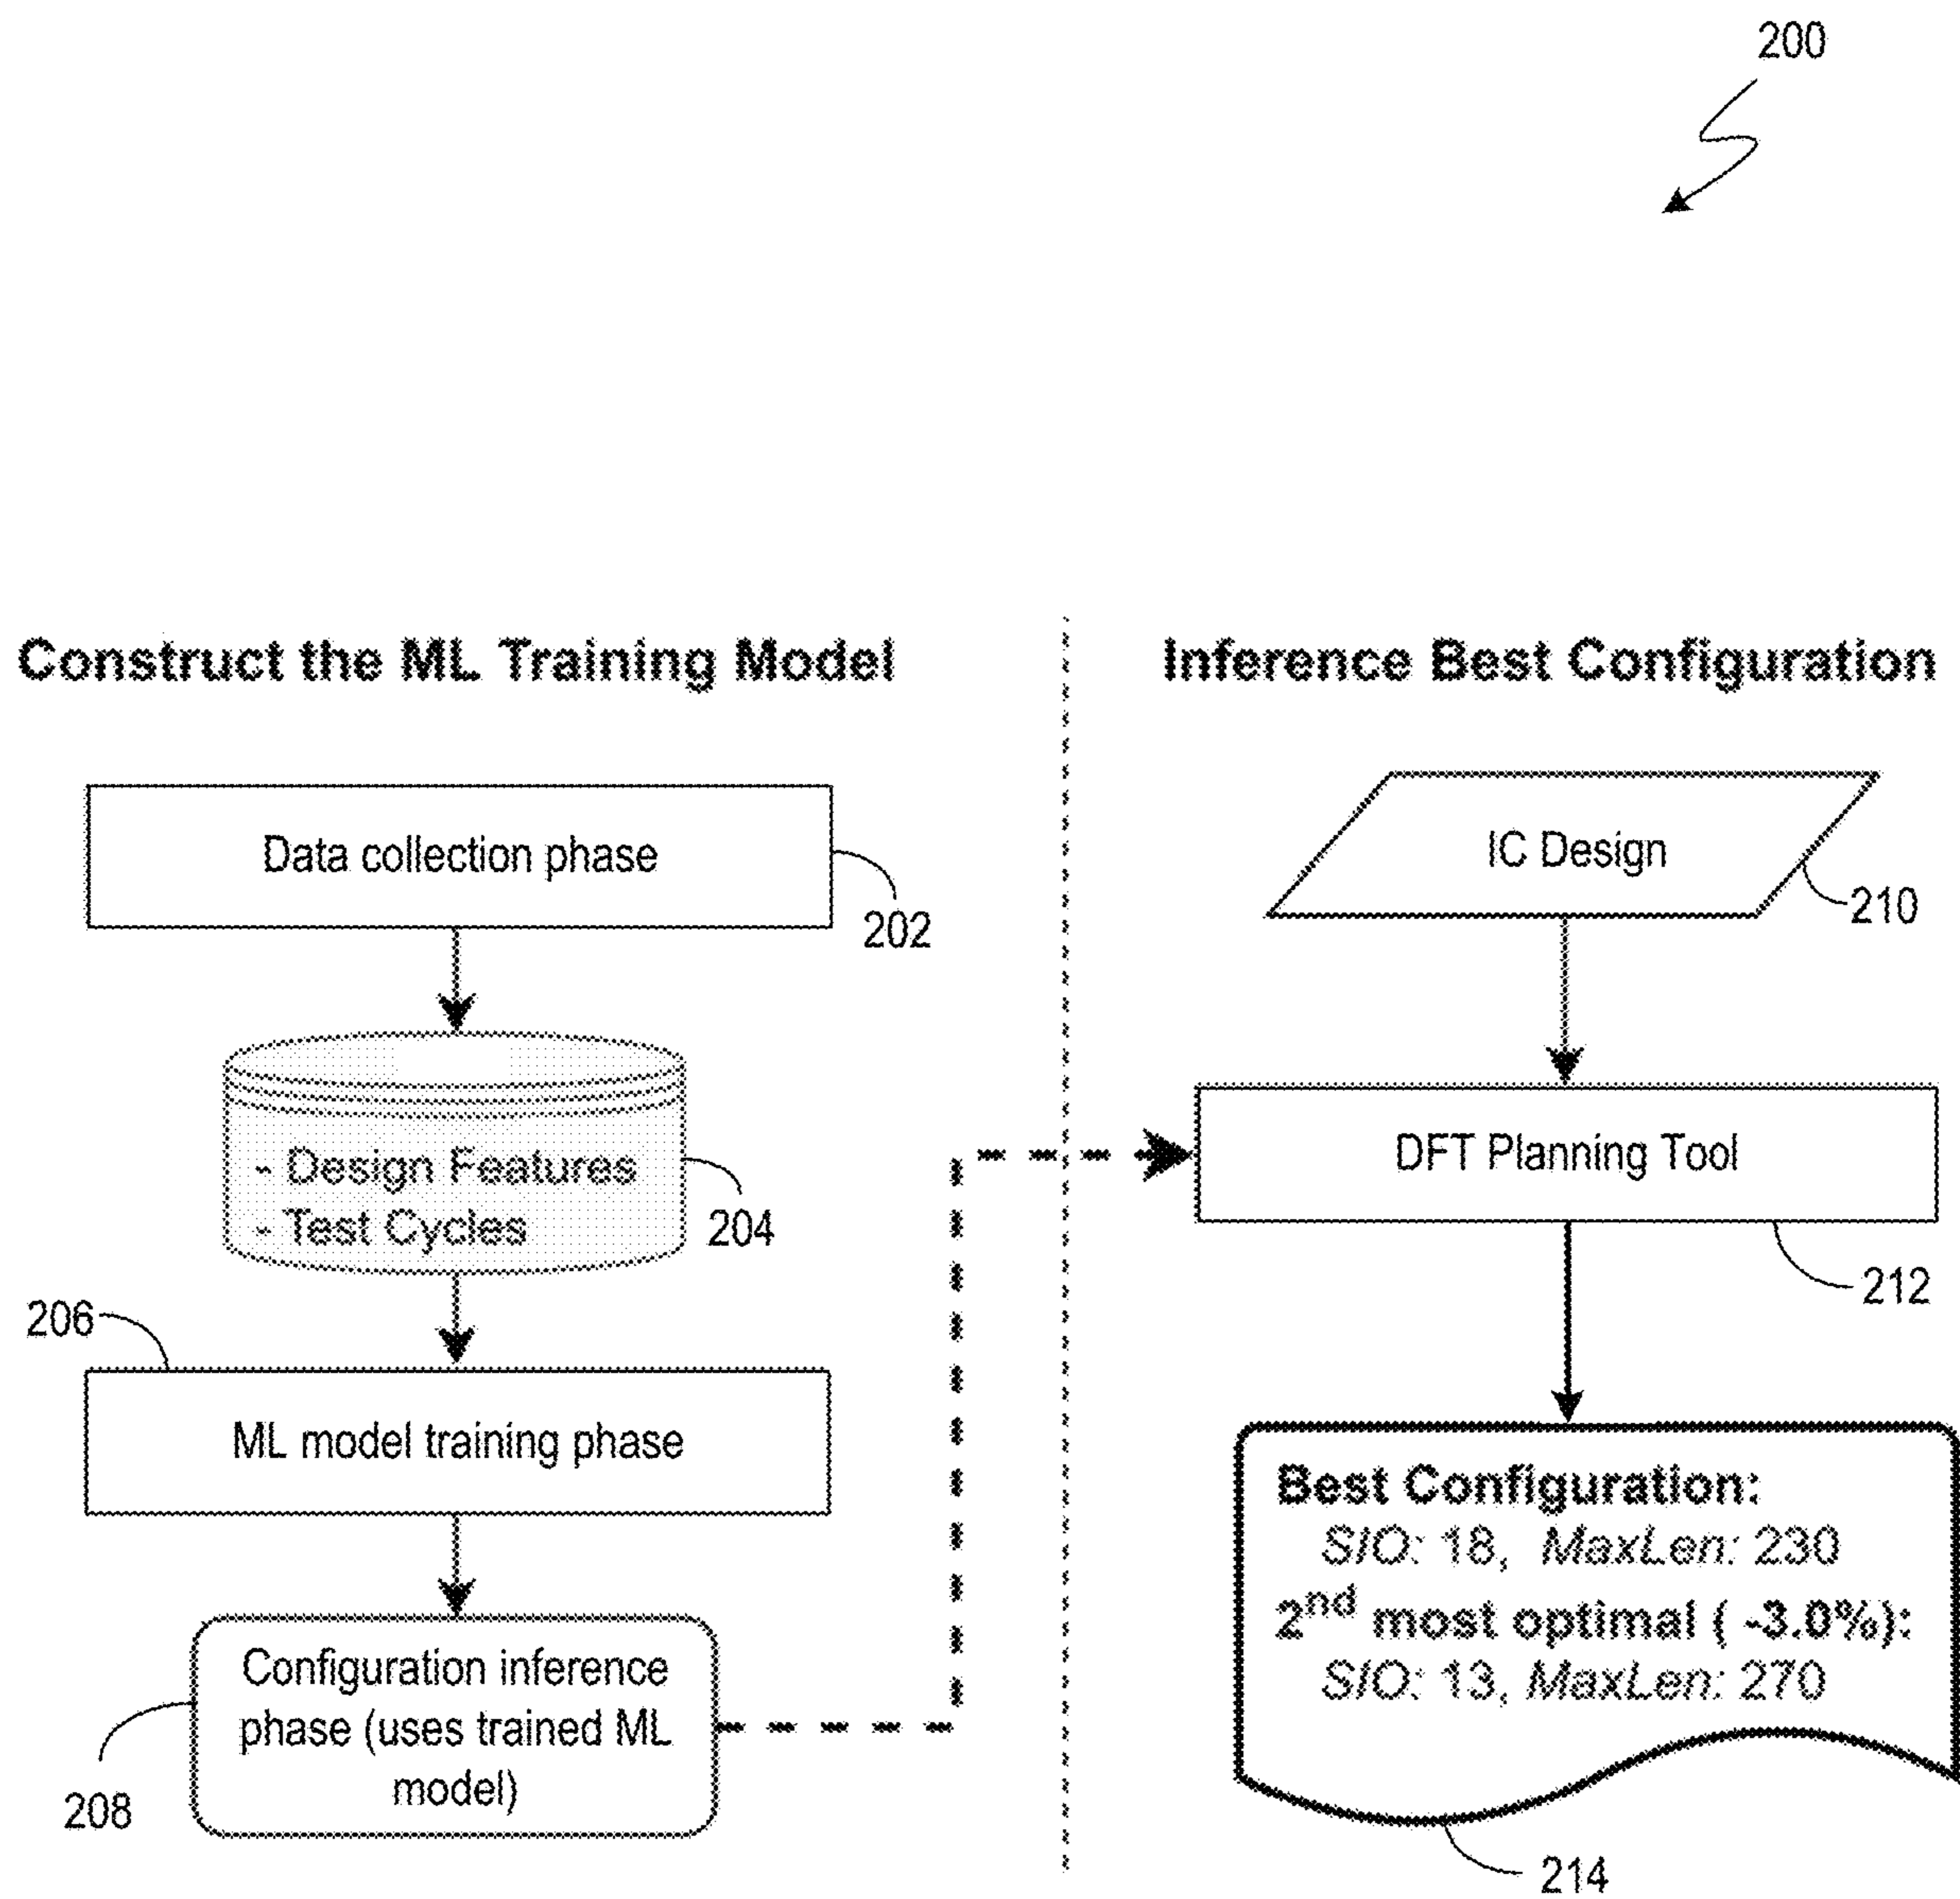 200
Construct the ML Training Model
Data collection phase
202
- Design Features
- Test Cycles
204
206
ML model training phase
Configuration inference
phase (uses trained ML
model)
208
Inference Best Configuration
IC Design
210
DFT Planning Tool
212
Best Configuration:
SIO: 18, MaxLen: 230
2nd most optimal ( -3.0%):
SIO: 13, MaxLen: 270
214